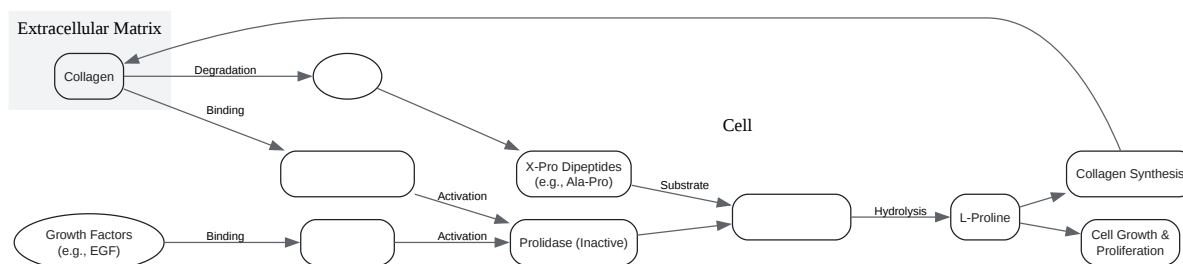 Extracellular Matrix
Collagen
Degradation
Binding
Cell
X-Pro Dipeptides
(e.g., Ala-Pro)
Substrate
Collagen Synthesis
Activation
Hydrolysis
L-Proline
Growth Factors
(e.g., EGF)
Binding
Activation
Prolidase (Inactive)
Cell Growth &
Proliferation